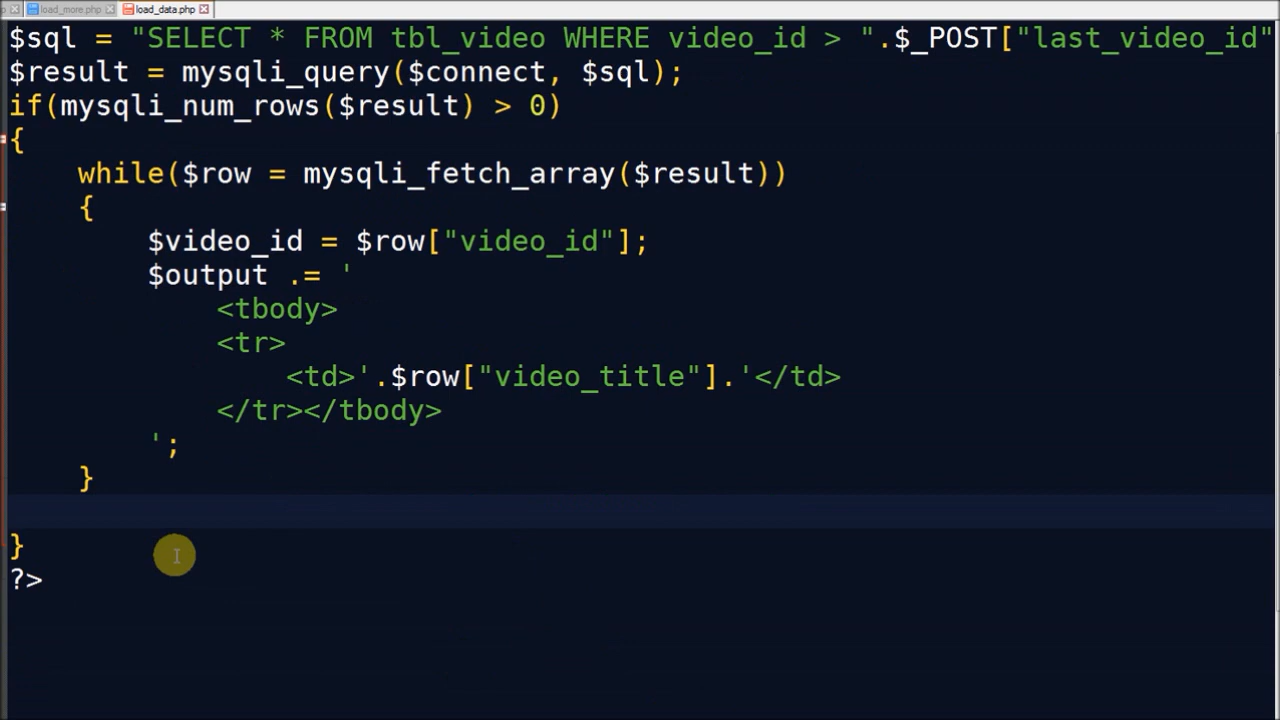 load_more.php load_data.php
$sql = "SELECT * FROM tbl_video WHERE video_id > ".$_POST["last_video_id"
$result = mysqli_query($connect, $sql);
if(mysqli_num_rows($result) > 0)
{
while($row = mysqli_fetch_array($result))
{
$video_id = $row["video_id"];
$output .= '
<tbody>
<tr>
<td>'.$row["video_title"].'</td>
</tr></tbody>
';
}
}
?>